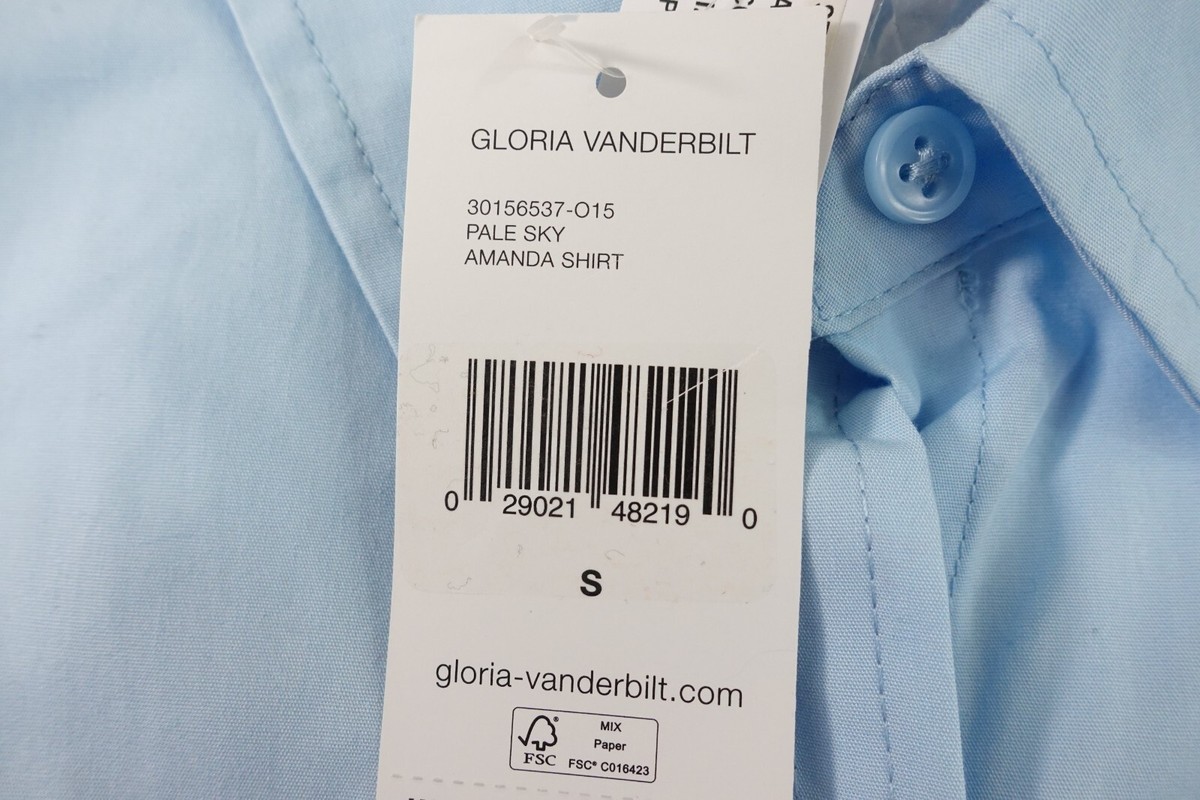 GLORIA VANDERBILT
30156537-O15
PALE SKY
AMANDA SHIRT
0 29021 48219 0
S
gloria-vanderbilt.com
FSC®
MIX
Paper
FSC® C016423